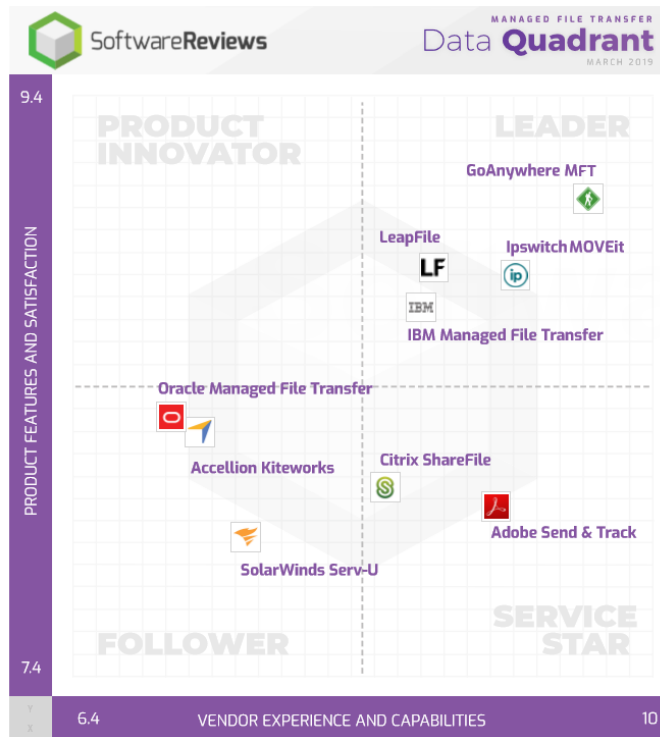 SoftwareReviews
MANAGED FILE TRANSFER
Data Quadrant
MARCH 2019
9.4
PRODUCT
INNOVATOR
LEADER
GoAnywhere MFT
LeapFile
LF
Ipswitch MOVEit
ip
IBM
IBM Managed File Transfer
PRODUCT FEATURES AND SATISFACTION
Oracle Managed File Transfer
Accellion Kiteworks
Citrix ShareFile
Adobe Send & Track
SolarWinds Serv-U
FOLLOWER
SERVICE
STAR
7.4
Y
X
6.4
VENDOR EXPERIENCE AND CAPABILITIES
10